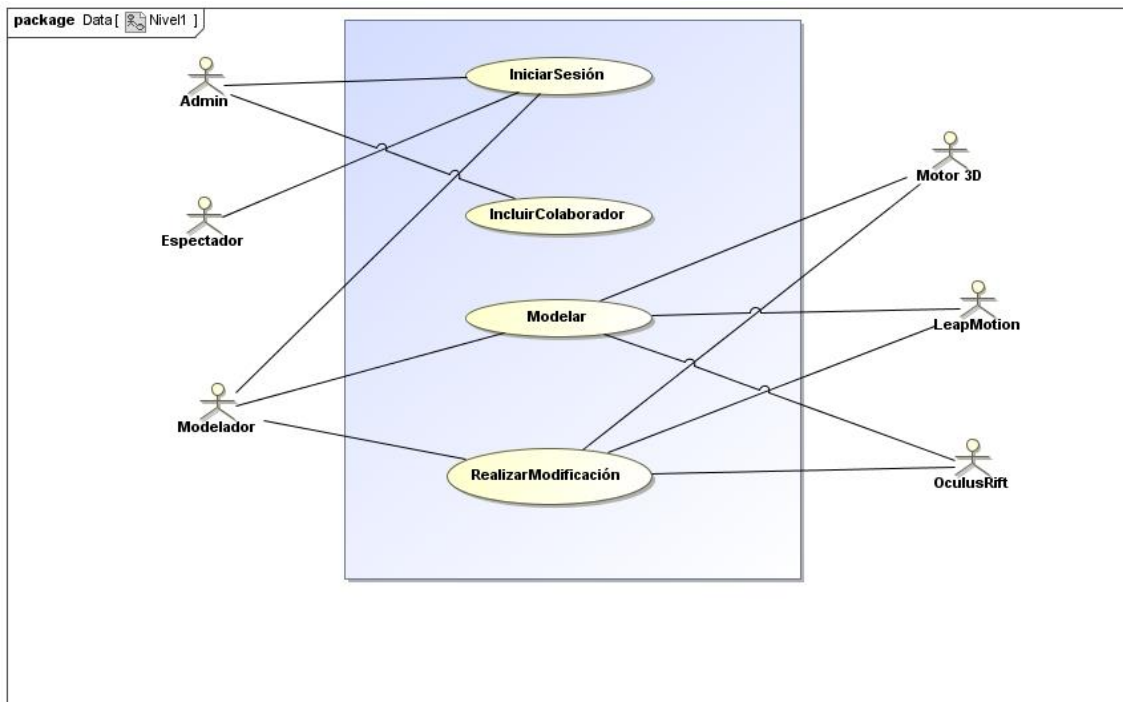 package Data [ Nivel1 ]
Admin
IniciarSesión
Motor 3D
Espectador
IncluirColaborador
Modelar
LeapMotion
Modelador
RealizarModificación
OculusRift